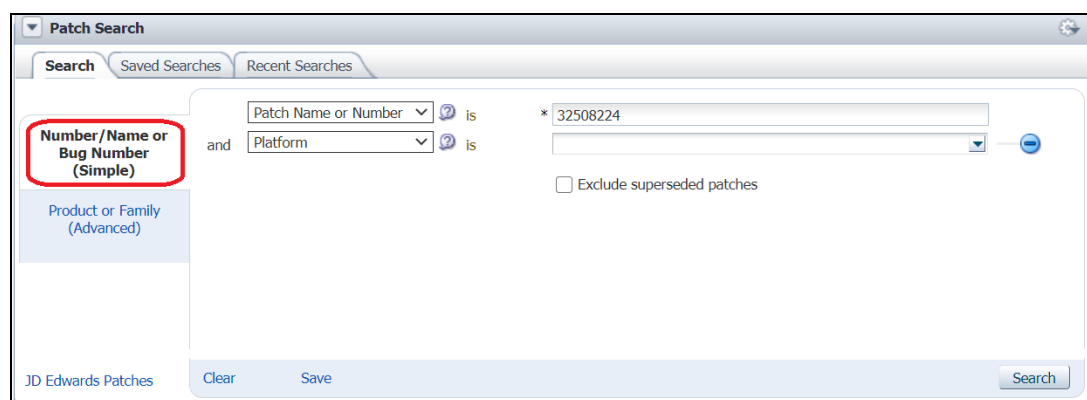 Patch Search
Search Saved Searches Recent Searches
Patch Name or Number is * 32508224
Number/Name or
Bug Number
(Simple)
and Platform is
Exclude superseded patches
Product or Family
(Advanced)
JD Edwards Patches Clear Save Search